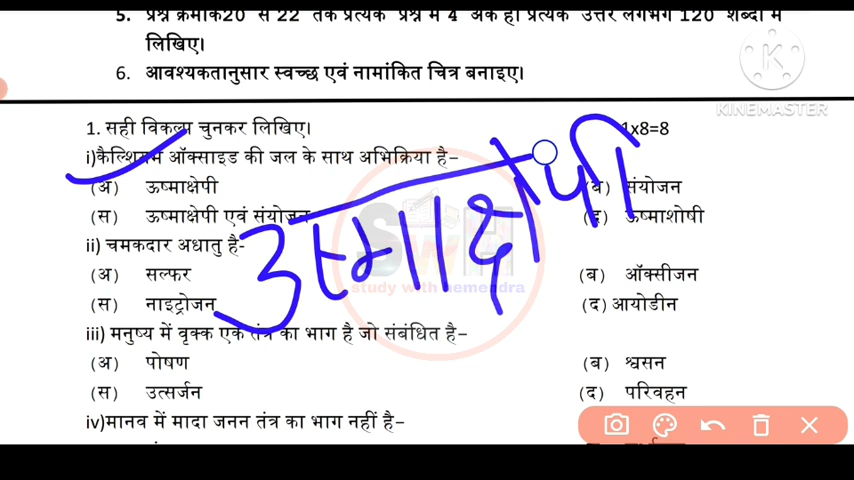 5. प्रश्न क्रमांक20 से 22 तक प्रत्येक प्रश्न में 4 अंक है। प्रत्येक उत्तर लगभग 120 शब्दों में
लिखिए।
6. आवश्यकतानुसार स्वच्छ एवं नामांकित चित्र बनाइए।
KINEMASTER
1. सही विकल्प चुनकर लिखिए। 1x8=8
i)कैल्शियम ऑक्साइड की जल के साथ अभिक्रिया है–
(अ) ऊष्माक्षेपी (ब) संयोजन
(स) ऊष्माक्षेपी एवं संयोजन (द) ऊष्माशोषी
ii) चमकदार अधातु है-
(अ) सल्फर (ब) ऑक्सीजन
(स) नाइट्रोजन (द) आयोडीन
study with hemendra
iii) मनुष्य में वृक्क एक तंत्र का भाग है जो संबंधित है–
(अ) पोषण (ब) श्वसन
(स) उत्सर्जन (द) परिवहन
iv)मानव में मादा जनन तंत्र का भाग नहीं है–